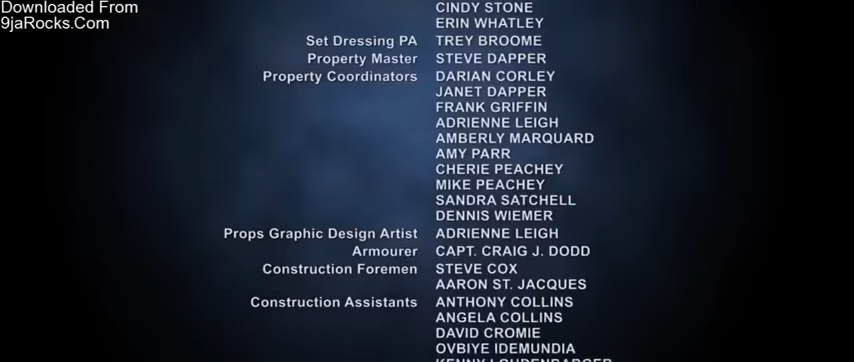 Downloaded From
9jaRocks.Com
CINDY STONE
ERIN WHATLEY
Set Dressing PA TREY BROOME
Property Master STEVE DAPPER
Property Coordinators DARIAN CORLEY
JANET DAPPER
FRANK GRIFFIN
ADRIENNE LEIGH
AMBERLY MARQUARD
AMY PARR
CHERIE PEACHEY
MIKE PEACHEY
SANDRA SATCHELL
DENNIS WIEMER
Props Graphic Design Artist ADRIENNE LEIGH
Armourer CAPT. CRAIG J. DODD
Construction Foremen STEVE COX
AARON ST. JACQUES
Construction Assistants ANTHONY COLLINS
ANGELA COLLINS
DAVID CROMIE
OVBIYE IDEMUNDIA